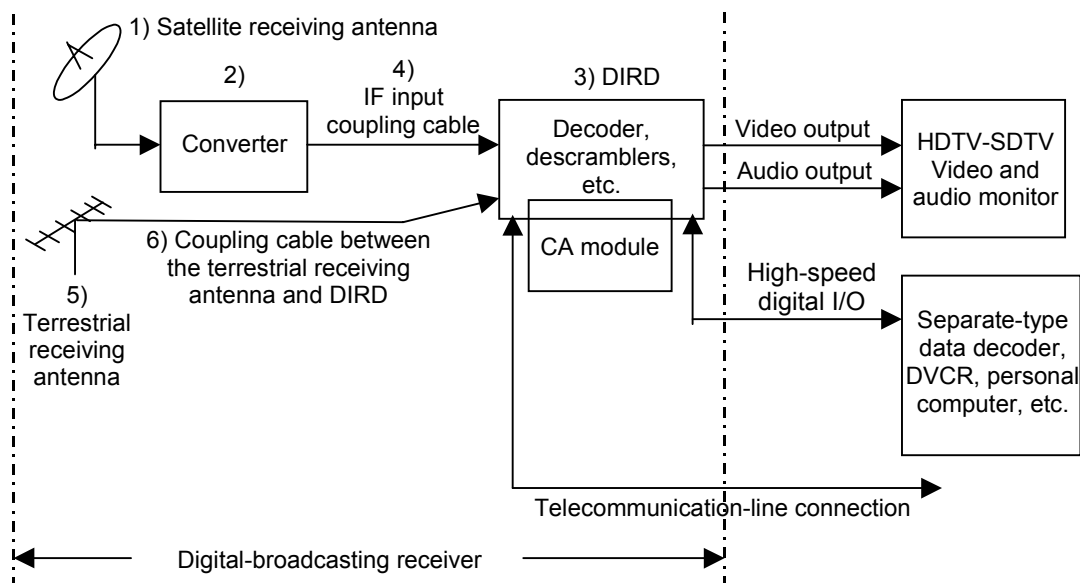 1) Satellite receiving antenna
2)
Converter
4)
IF input
coupling cable
3) DIRD
Decoder,
descramblers,
etc.
CA module
Video output
Audio output
HDTV-SDTV
Video and
audio monitor
6) Coupling cable between
the terrestrial receiving
antenna and DIRD
5)
Terrestrial
receiving
antenna
High-speed
digital I/O
Separate-type
data decoder,
DVCR, personal
computer, etc.
Telecommunication-line connection
Digital-broadcasting receiver